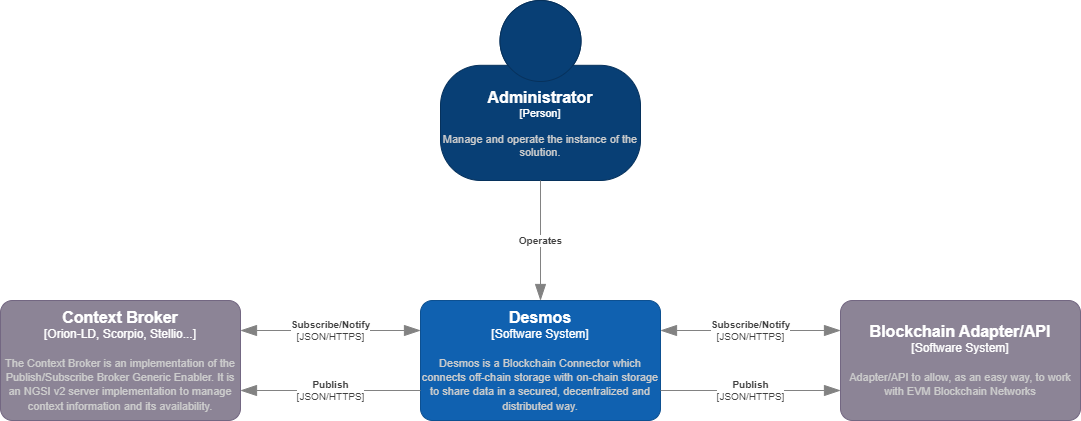 Administrator
[Person]
Manage and operate the instance of the
solution.
Operates
Context Broker
[Orion-LD, Scorpio, Stellio...]
The Context Broker is an implementation of the
Publish/Subscribe Broker Generic Enabler. It is
an NGSI v2 server implementation to manage
context information and its availability.
Subscribe/Notify
[JSON/HTTPS]
Publish
[JSON/HTTPS]
Desmos
[Software System]
Desmos is a Blockchain Connector which
connects off-chain storage with on-chain storage
to share data in a secured, decentralized and
distributed way.
Subscribe/Notify
[JSON/HTTPS]
Publish
[JSON/HTTPS]
Blockchain Adapter/API
[Software System]
Adapter/API to allow, as an easy way, to work
with EVM Blockchain Networks